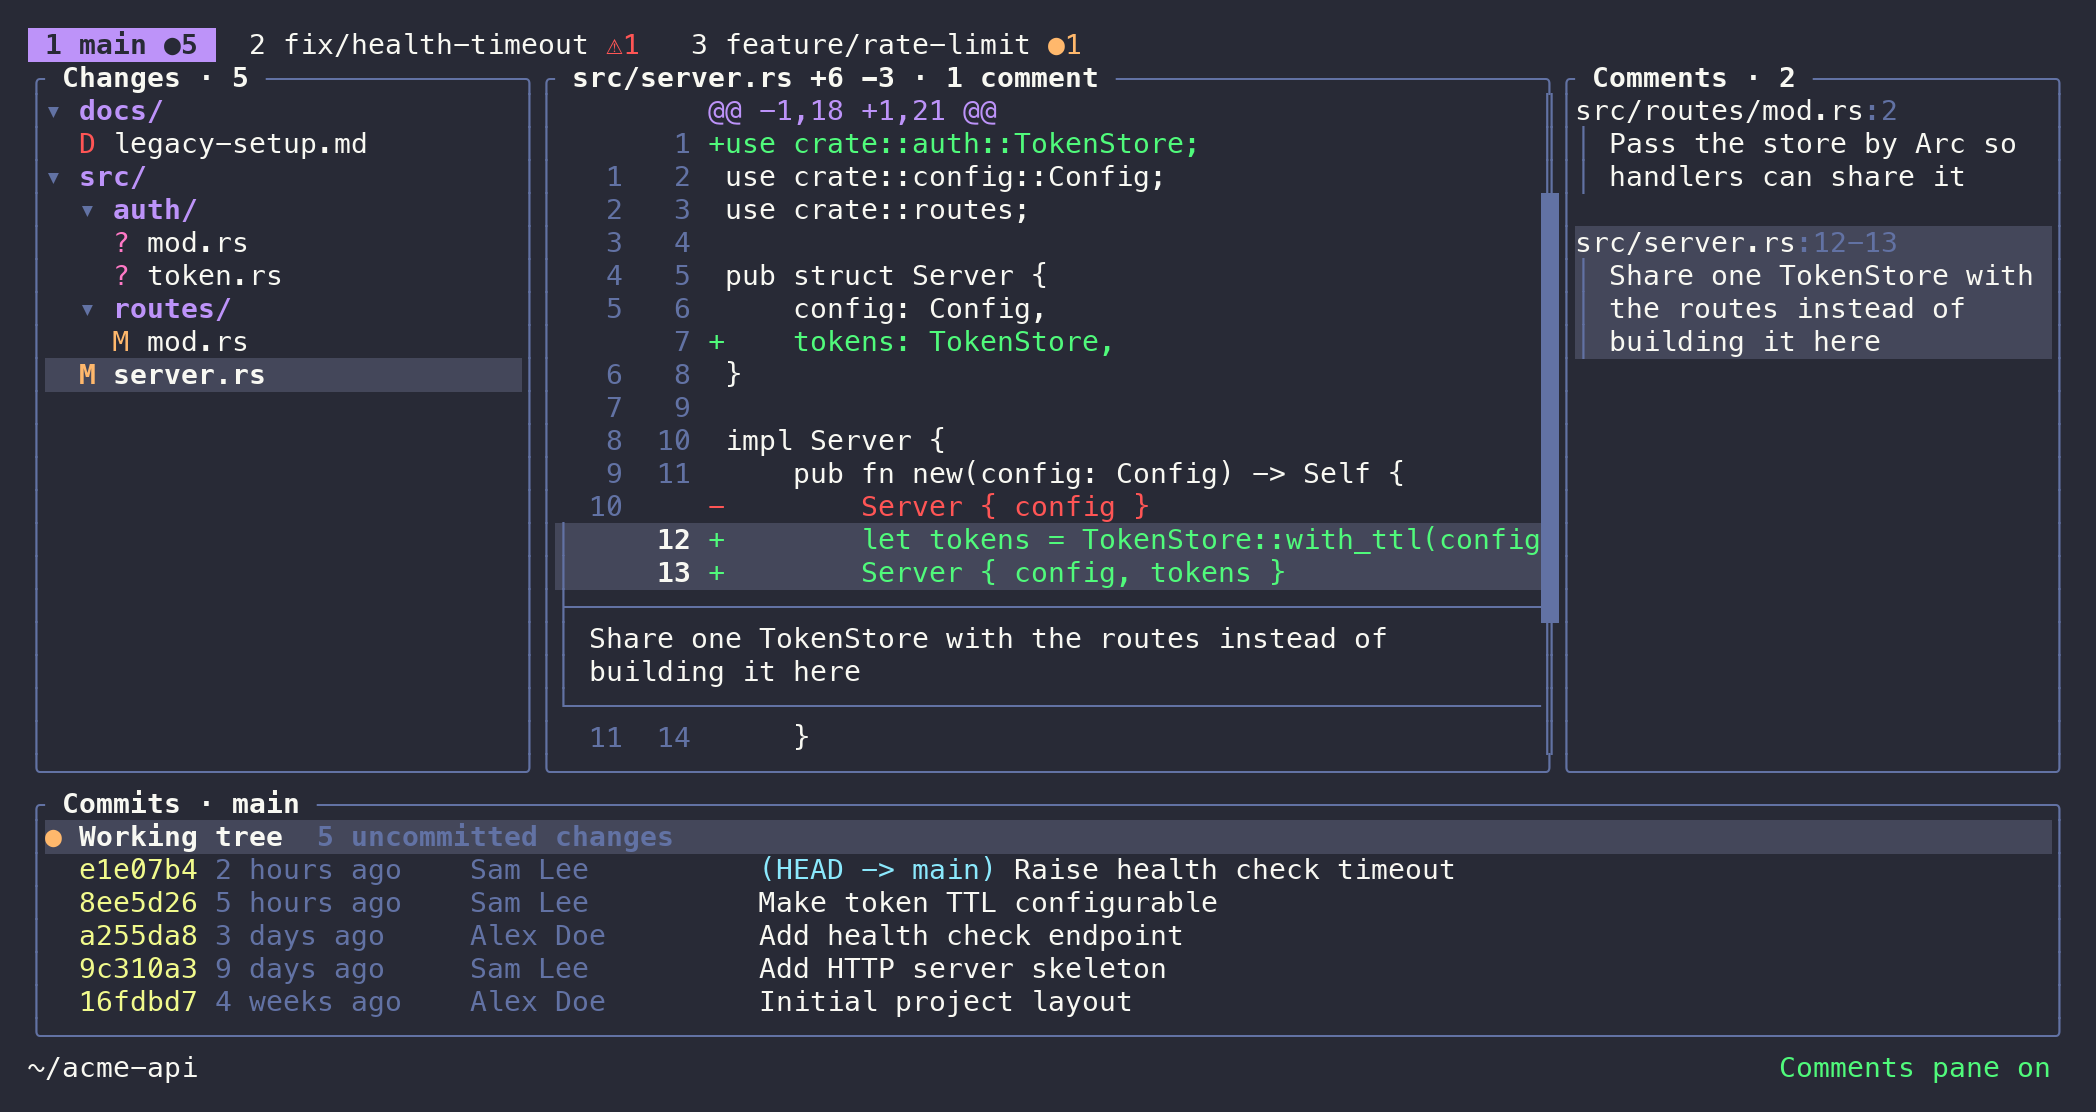 1 main ●5  2 fix/health-timeout ⚠1  3 feature/rate-limit ●1
Changes · 5
▾ docs/
D legacy-setup.md
▾ src/
▾ auth/
? mod.rs
? token.rs
▾ routes/
M mod.rs
M server.rs
src/server.rs +6 -3 · 1 comment
@@ -1,18 +1,21 @@
1 +use crate::auth::TokenStore;
1 2 use crate::config::Config;
2 3 use crate::routes;
3 4
4 5 pub struct Server {
5 6     config: Config,
7 +    tokens: TokenStore,
6 8 }
7 9
8 10 impl Server {
9 11     pub fn new(config: Config) -> Self {
10 -        Server { config }
12 +        let tokens = TokenStore::with_ttl(config
13 +        Server { config, tokens }
Share one TokenStore with the routes instead of
building it here
11 14     }
Comments · 2
src/routes/mod.rs:2
Pass the store by Arc so
handlers can share it
src/server.rs:12-13
Share one TokenStore with
the routes instead of
building it here
Commits · main
● Working tree  5 uncommitted changes
e1e07b4 2 hours ago    Sam Lee    (HEAD -> main) Raise health check timeout
8ee5d26 5 hours ago    Sam Lee    Make token TTL configurable
a255da8 3 days ago    Alex Doe    Add health check endpoint
9c310a3 9 days ago    Sam Lee    Add HTTP server skeleton
16fdbd7 4 weeks ago    Alex Doe    Initial project layout
~/acme-api
Comments pane on